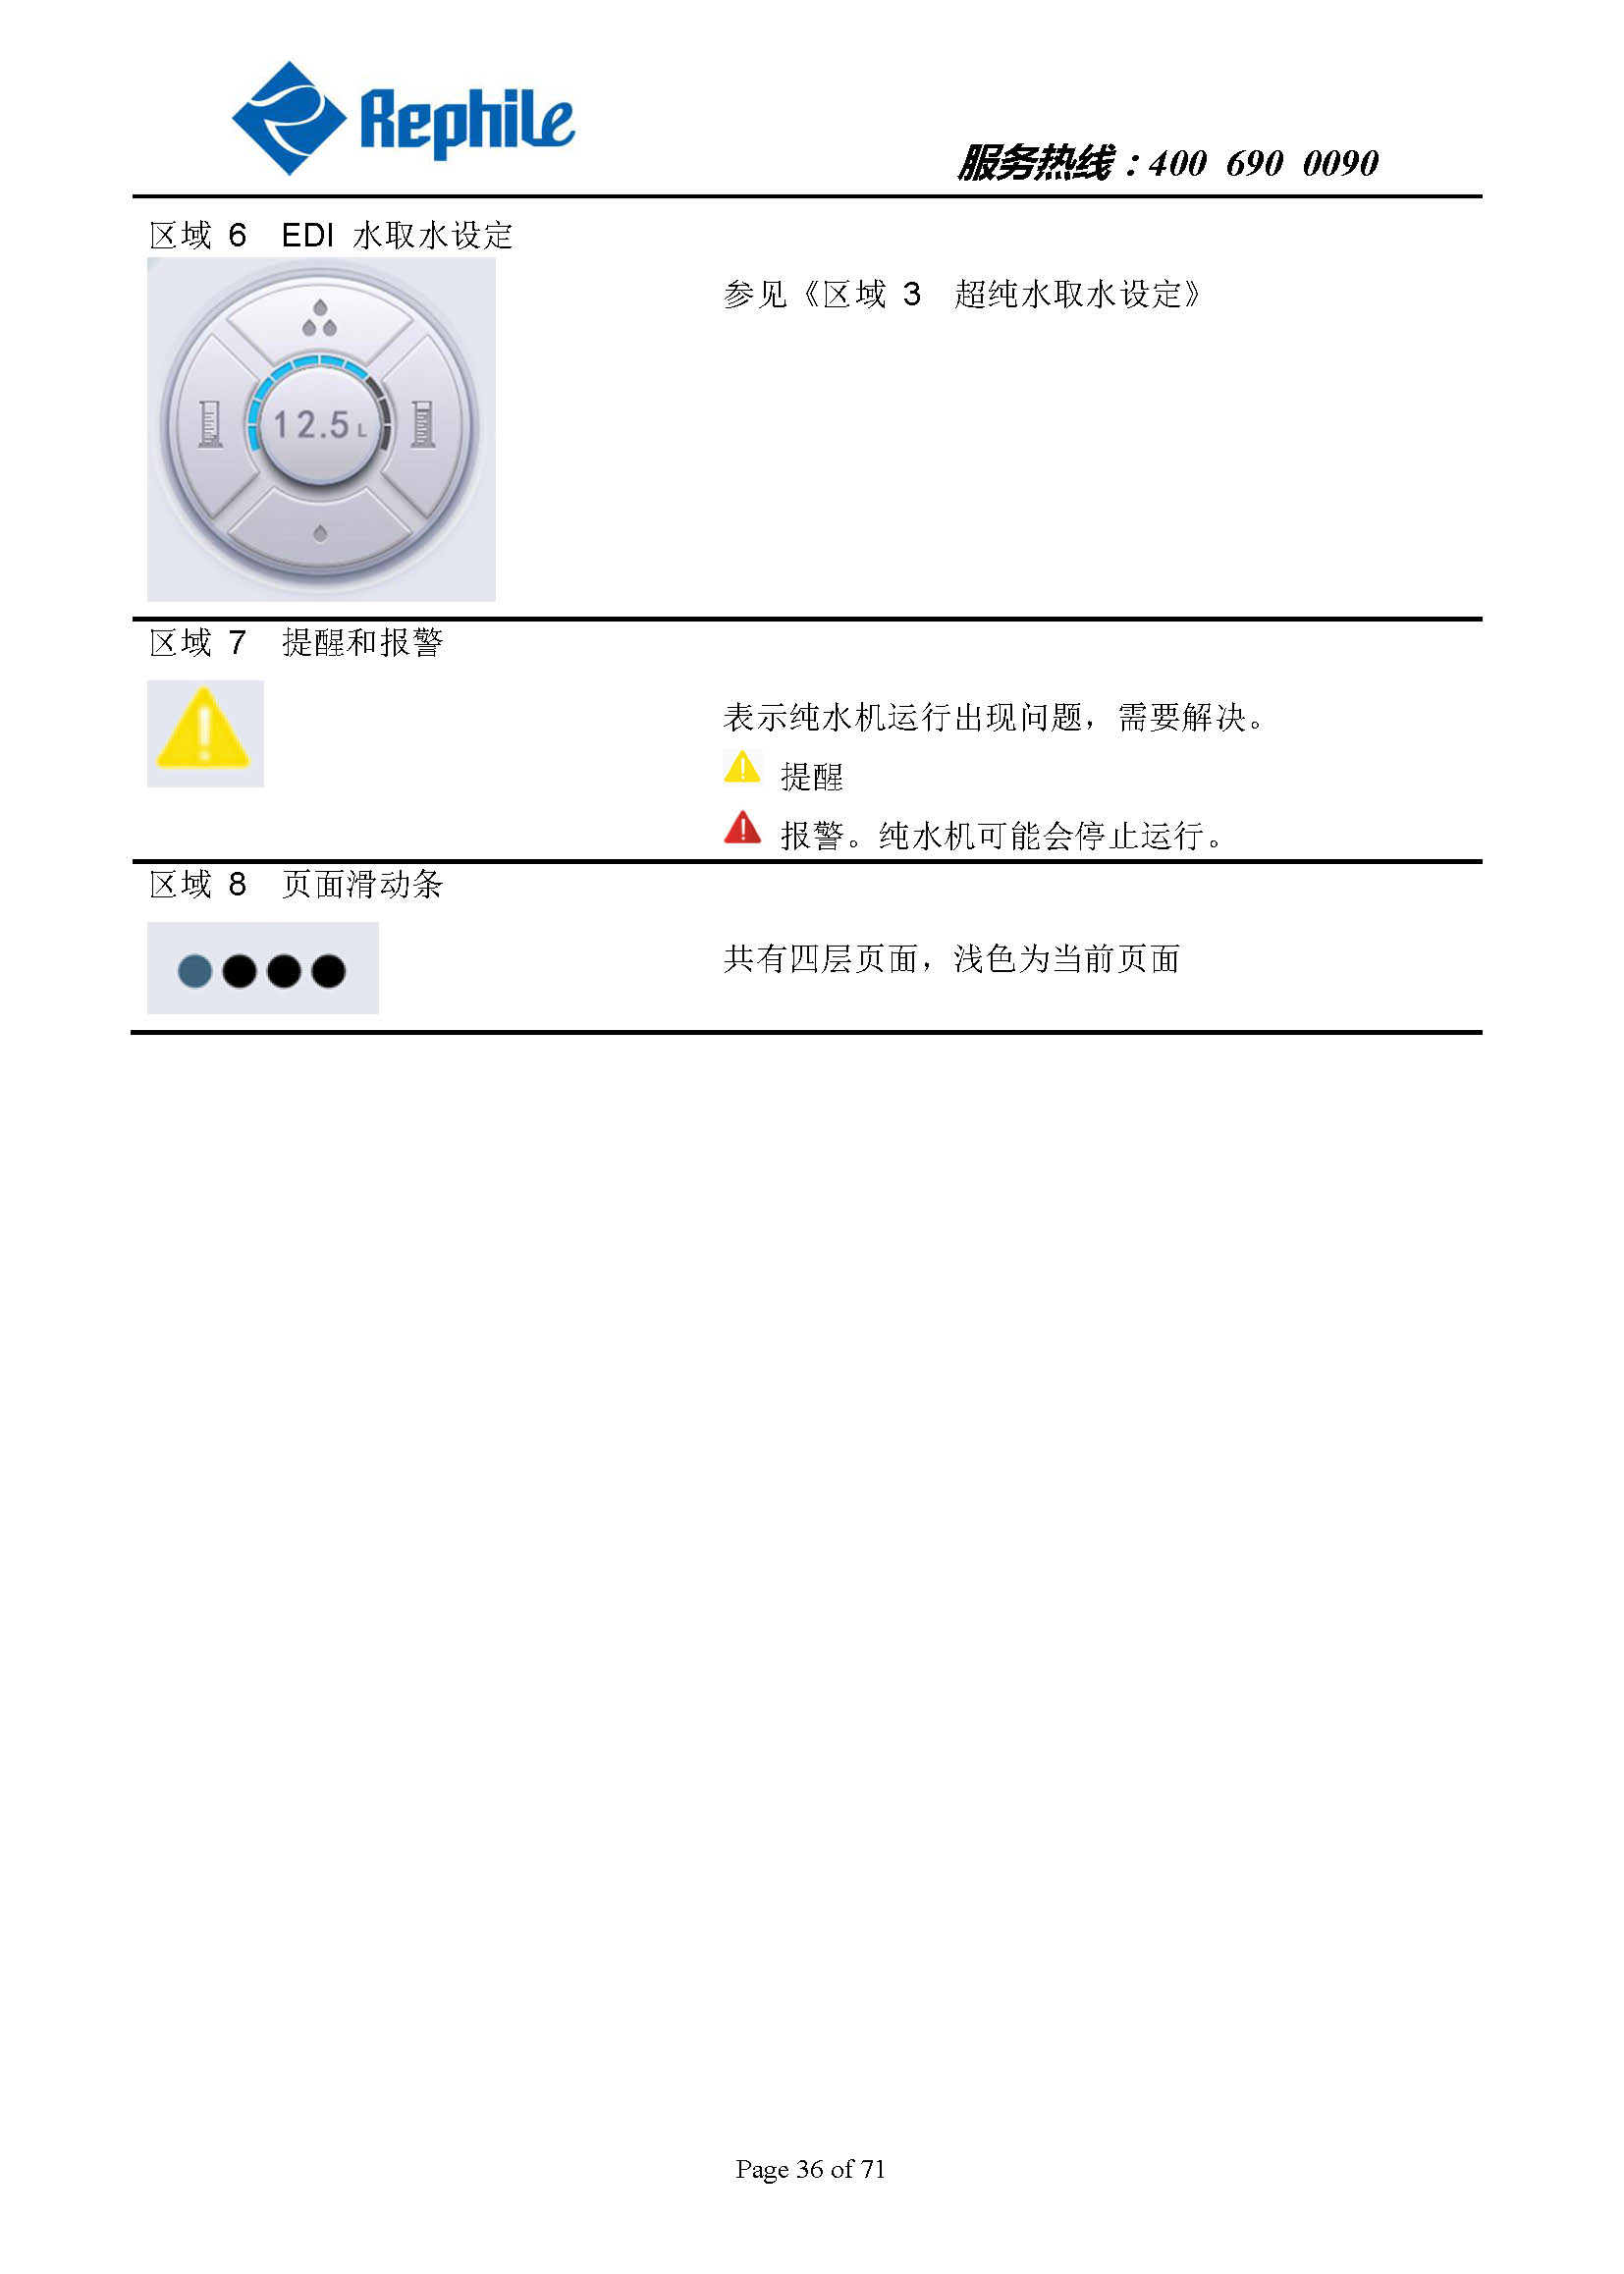 Rephile
服务热线：400 690 0090
区域 6 EDI 水取水设定
参见《区域 3 超纯水取水设定》
12.5L
区域 7 提醒和报警
表示纯水机运行出现问题，需要解决。
提醒
报警。纯水机可能会停止运行。
区域 8 页面滑动条
共有四层页面，浅色为当前页面
Page 36 of 71